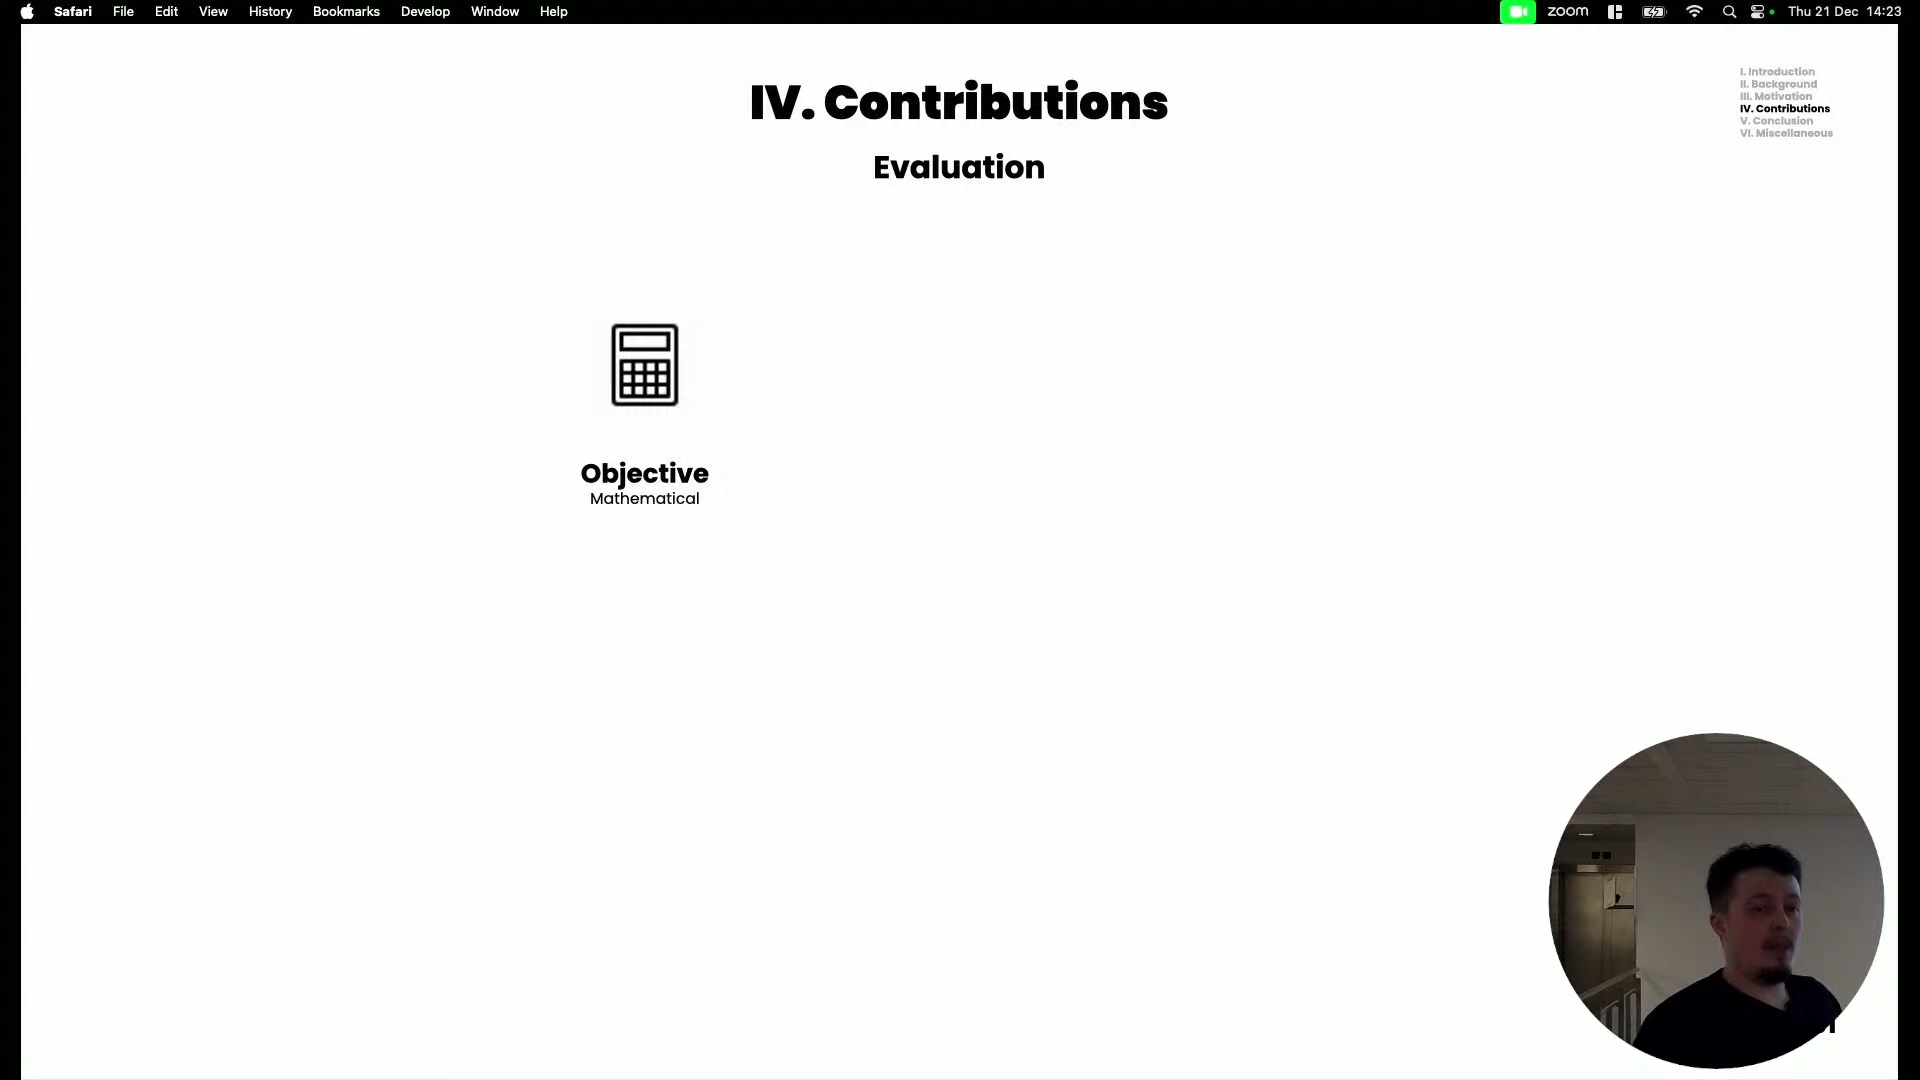 Safari File Edit View History Bookmarks Develop Window Help
zoom Thu 21 Dec 14:23
IV. Contributions
Evaluation
I. Introduction
II. Background
III. Motivation
IV. Contributions
V. Conclusion
VI. Miscellaneous
Objective
Mathematical